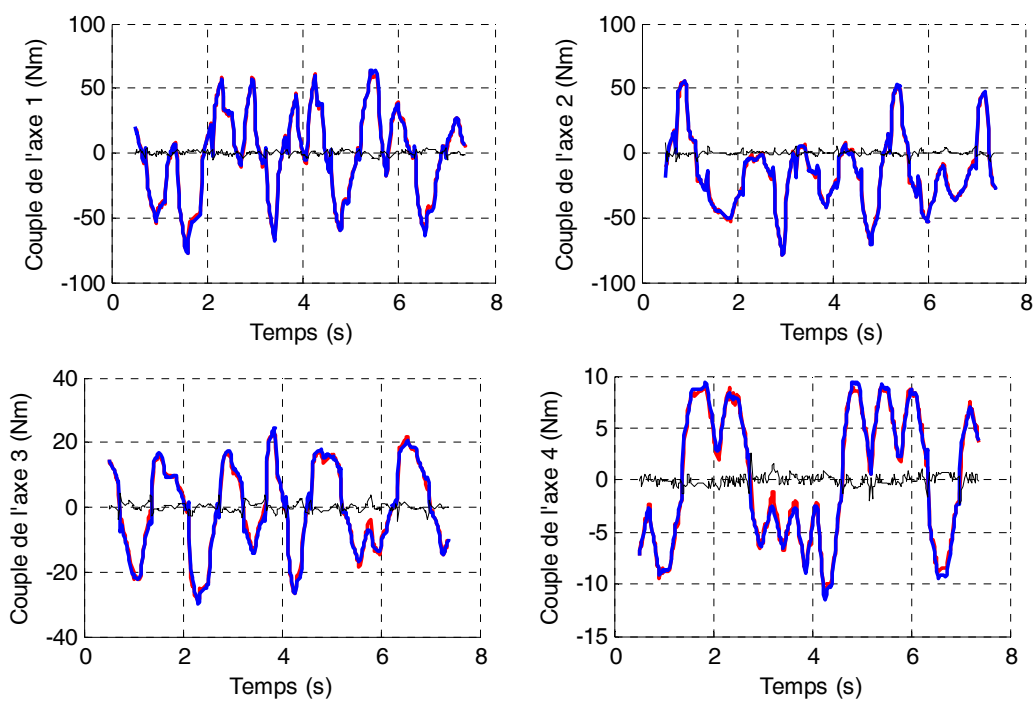 100
50
0
-50
-100
0 2 4 6 8
Couple de l'axe 1 (Nm)
Temps (s)
100
50
0
-50
-100
0 2 4 6 8
Couple de l'axe 2 (Nm)
Temps (s)
40
20
0
-20
-40
0 2 4 6 8
Couple de l'axe 3 (Nm)
Temps (s)
10
5
0
-5
-10
-15
0 2 4 6 8
Couple de l'axe 4 (Nm)
Temps (s)